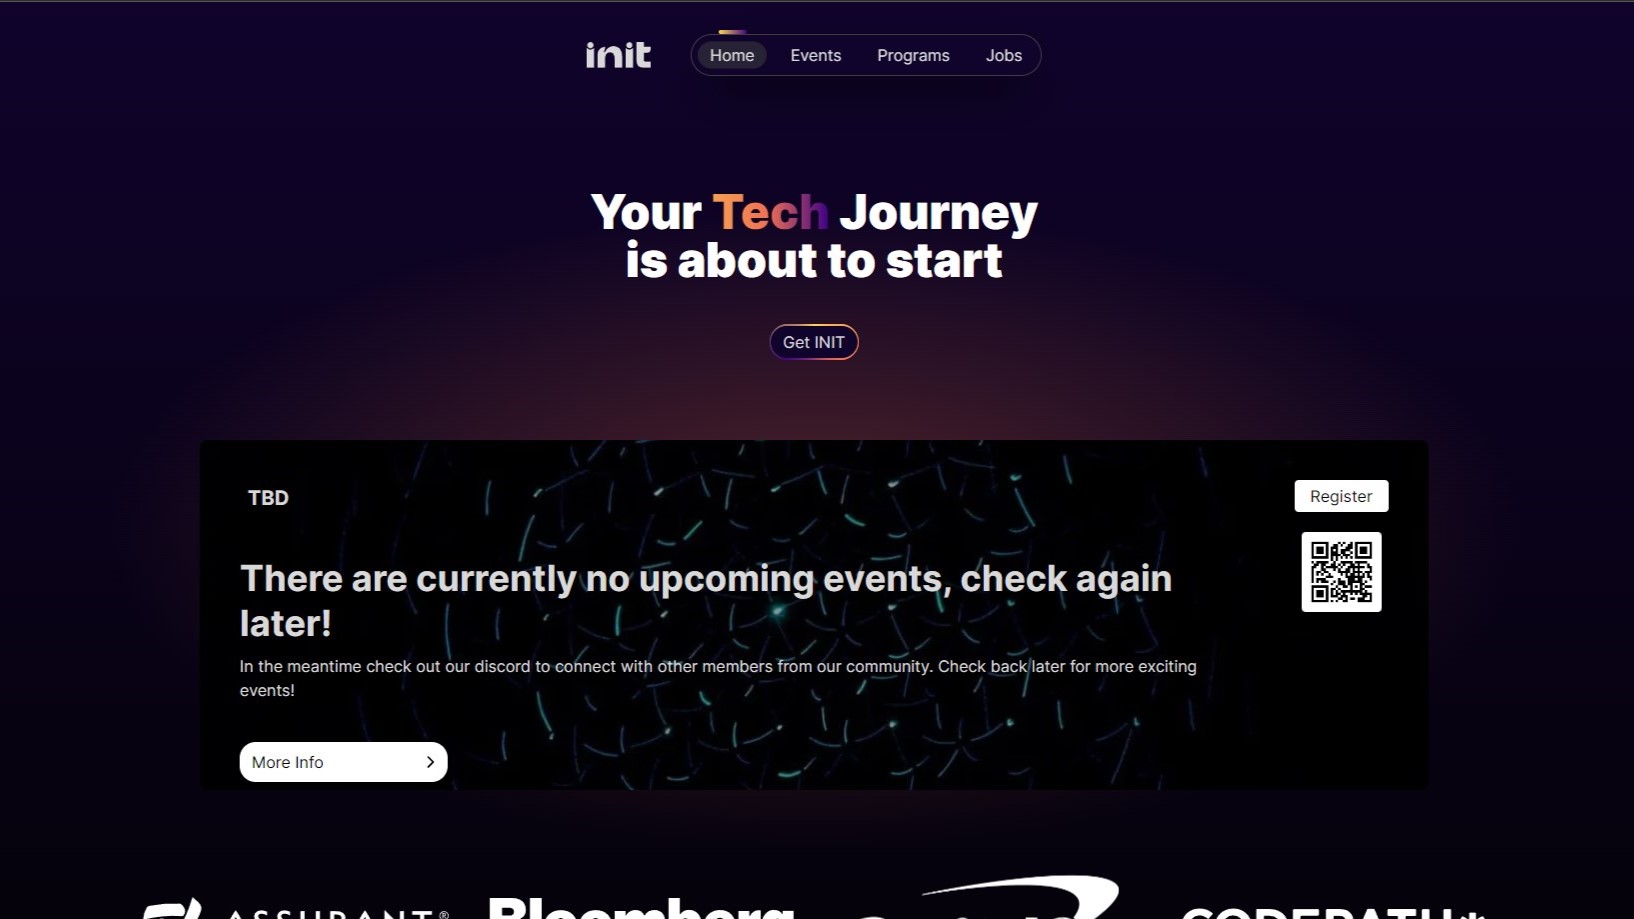 init
Home
Events
Programs
Jobs
Your Tech Journey
is about to start
Get INIT
TBD
Register
There are currently no upcoming events, check again
later!
In the meantime check out our discord to connect with other members from our community. Check back later for more exciting
events!
More Info
ASSURANT®
Bloomberg
CODEPATH*